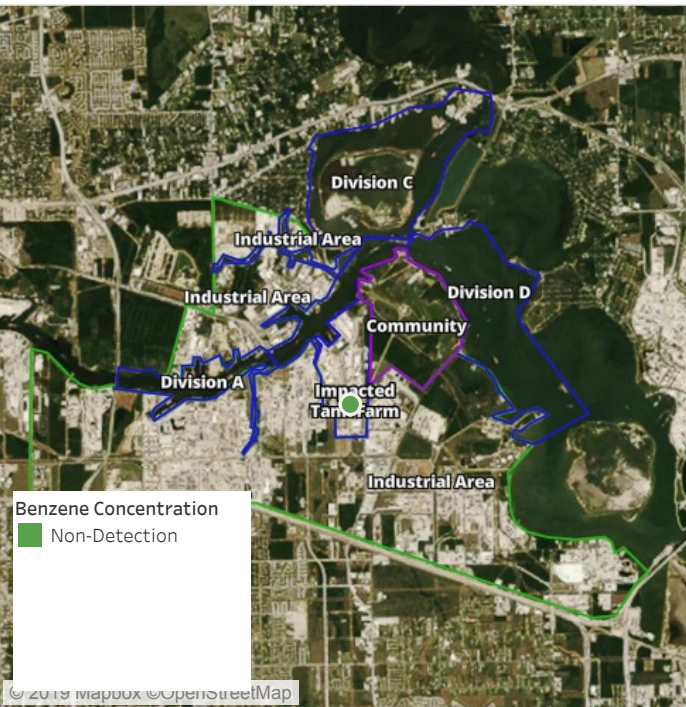 Division C
Industrial Area
Division D
Industrial Area
Community
Division A
Impacted
Tank Farm
Industrial Area
Benzene Concentration
Non-Detection
© 2019 Mapbox ©OpenStreetMap